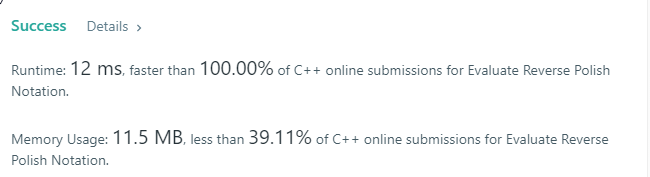 Success Details ›
Runtime: 12 ms, faster than 100.00% of C++ online submissions for Evaluate Reverse Polish
Notation.
Memory Usage: 11.5 MB, less than 39.11% of C++ online submissions for Evaluate Reverse
Polish Notation.